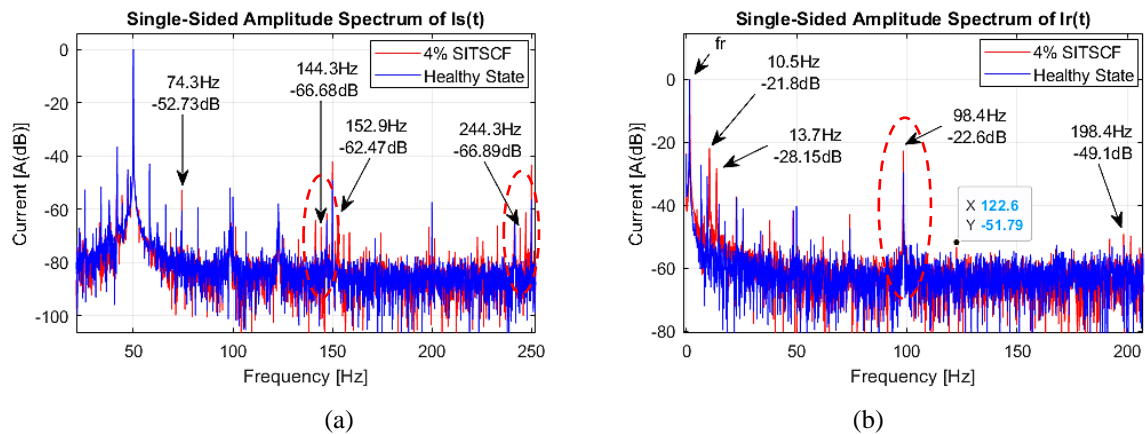 Single-Sided Amplitude Spectrum of Is(t)
Current [A(dB)]
0
-20
-40
-60
-80
-100
4% SITSCF
Healthy State
74.3Hz
-52.73dB
144.3Hz
-66.68dB
152.9Hz
-62.47dB
244.3Hz
-66.89dB
50
100
150
200
250
Frequency [Hz]
(a)
Single-Sided Amplitude Spectrum of Ir(t)
Current [A(dB)]
0
-20
-40
-60
-80
fr
4% SITSCF
Healthy State
10.5Hz
-21.8dB
13.7Hz
-28.15dB
98.4Hz
-22.6dB
198.4Hz
-49.1dB
X 122.6
Y -51.79
0
50
100
150
200
Frequency [Hz]
(b)